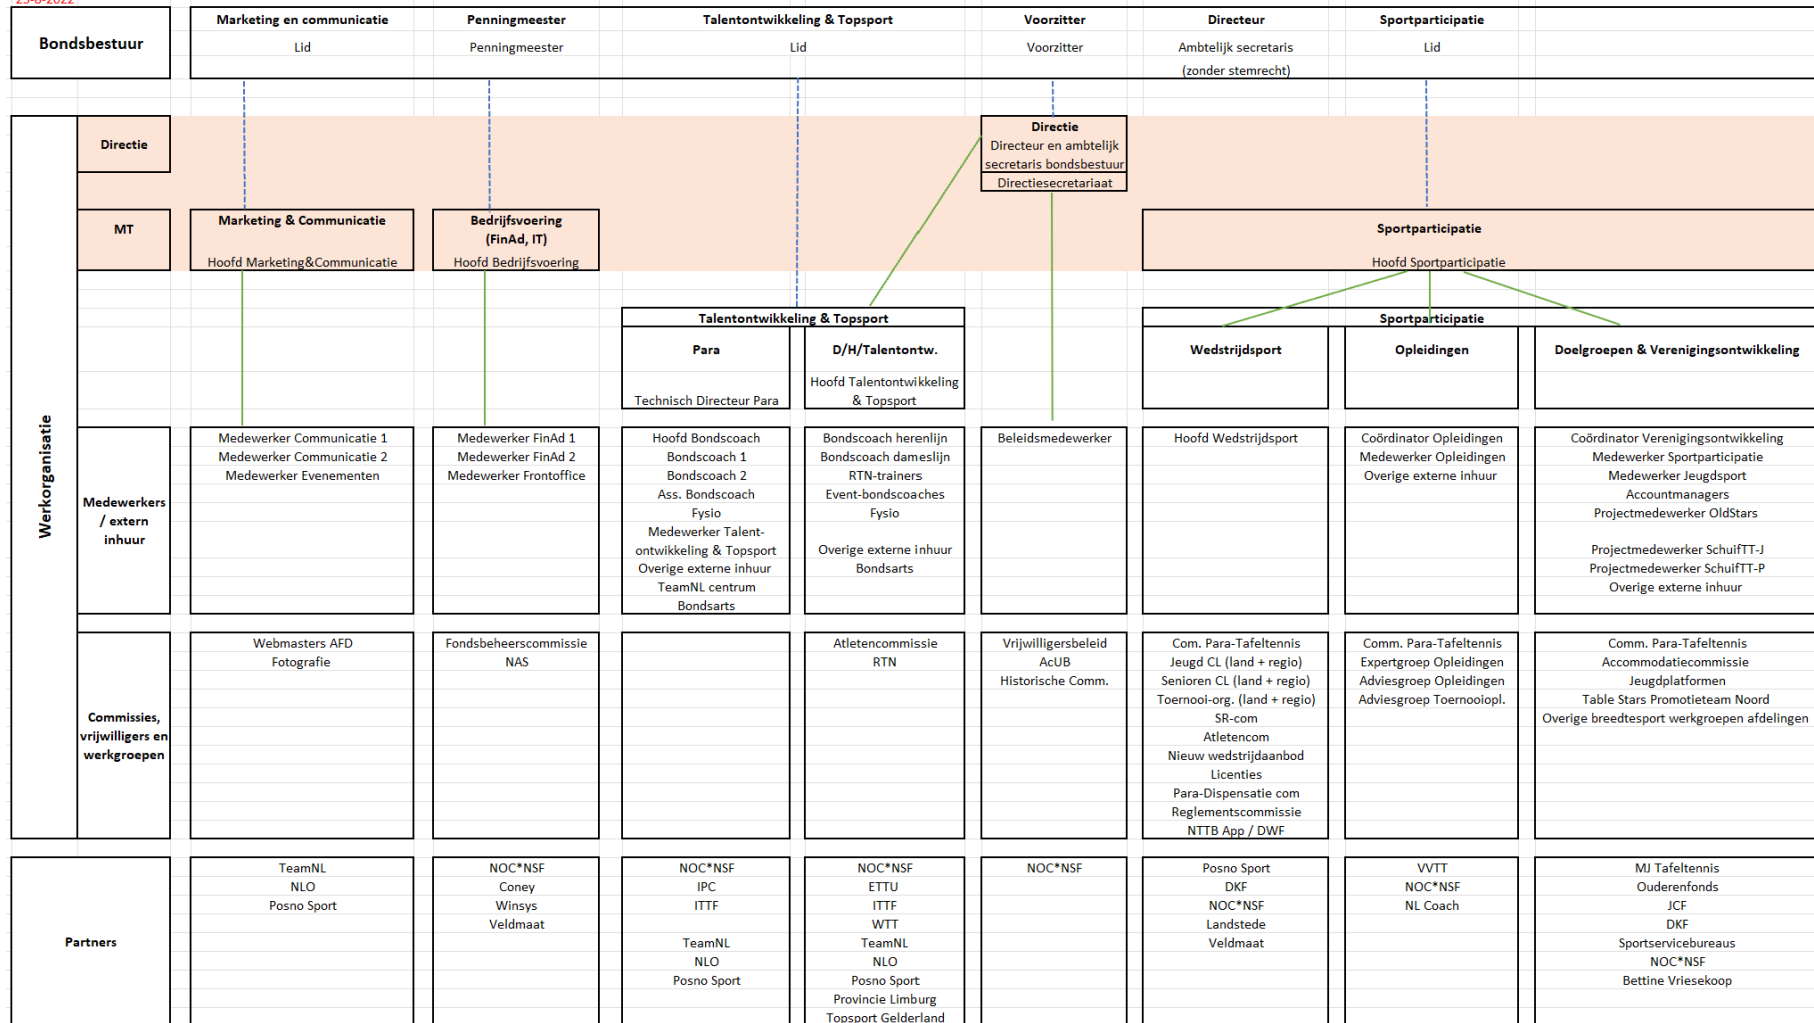 25-8-2022
Bondsbestuur
Marketing en communicatie
Lid
Penningmeester
Penningmeester
Talentontwikkeling & Topsport
Lid
Voorzitter
Voorzitter
Directeur
Ambtelijk secretaris
(zonder stemrecht)
Sportparticipatie
Lid
Werkorganisatie
Directie
Directie
Directeur en ambtelijk
secretaris bondsbestuur
Directiesecretariaat
MT
Marketing & Communicatie
Hoofd Marketing&Communicatie
Bedrijfsvoering
(FinAd, IT)
Hoofd Bedrijfsvoering
Sportparticipatie
Hoofd Sportparticipatie
Talentontwikkeling & Topsport
Para
Technisch Directeur Para
D/H/Talentontw.
Hoofd Talentontwikkeling
& Topsport
Sportparticipatie
Wedstrijdsport
Opleidingen
Doelgroepen & Verenigingsontwikkeling
Medewerkers
/ extern
inhuur
Medewerker Communicatie 1
Medewerker Communicatie 2
Medewerker Evenementen
Medewerker FinAd 1
Medewerker FinAd 2
Medewerker Frontoffice
Hoofd Bondscoach
Bondscoach 1
Bondscoach 2
Ass. Bondscoach
Fysio
Medewerker Talent-
ontwikkeling & Topsport
Overige externe inhuur
TeamNL centrum
Bondsarts
Bondscoach herenlijn
Bondscoach dameslijn
RTN-trainers
Event-bondscoaches
Fysio
Overige externe inhuur
Bondsarts
Beleidsmedewerker
Hoofd Wedstrijdsport
Coördinator Opleidingen
Medewerker Opleidingen
Overige externe inhuur
Coördinator Verenigingsontwikkeling
Medewerker Sportparticipatie
Medewerker Jeugdsport
Accountmanagers
Projectmedewerker OldStars
Projectmedewerker SchuifTT-J
Projectmedewerker SchuifTT-P
Overige externe inhuur
Commissies,
vrijwilligers en
werkgroepen
Webmasters AFD
Fotografie
Fondsbeheerscommissie
NAS
Atletencommissie
RTN
Vrijwilligersbeleid
AcUB
Historische Comm.
Com. Para-Tafeltennis
Jeugd CL (land + regio)
Senioren CL (land + regio)
Toernooi-org. (land + regio)
SR-com
Atletencom
Nieuw wedstrijdaanbod
Licenties
Para-Dispensatie com
Reglementscommissie
NTTB App / DWF
Comm. Para-Tafeltennis
Expertgroep Opleidingen
Adviesgroep Opleidingen
Adviesgroep Toernooiopl.
Comm. Para-Tafeltennis
Accommodatiecommissie
Jeugdplatformen
Table Stars Promotieteam Noord
Overige breedtesport werkgroepen afdelingen
Partners
TeamNL
NLO
Posno Sport
NOC*NSF
Coney
Winsys
Veldmaat
NOC*NSF
IPC
ITTF
TeamNL
NLO
Posno Sport
NOC*NSF
ETTU
ITTF
WTT
TeamNL
NLO
Posno Sport
Provincie Limburg
Topsport Gelderland
NOC*NSF
Posno Sport
DKF
NOC*NSF
Landstede
Veldmaat
VVTT
NOC*NSF
NL Coach
MJ Tafeltennis
Ouderenfonds
JCF
DKF
Sportservicebureaus
NOC*NSF
Bettine Vriesekoop